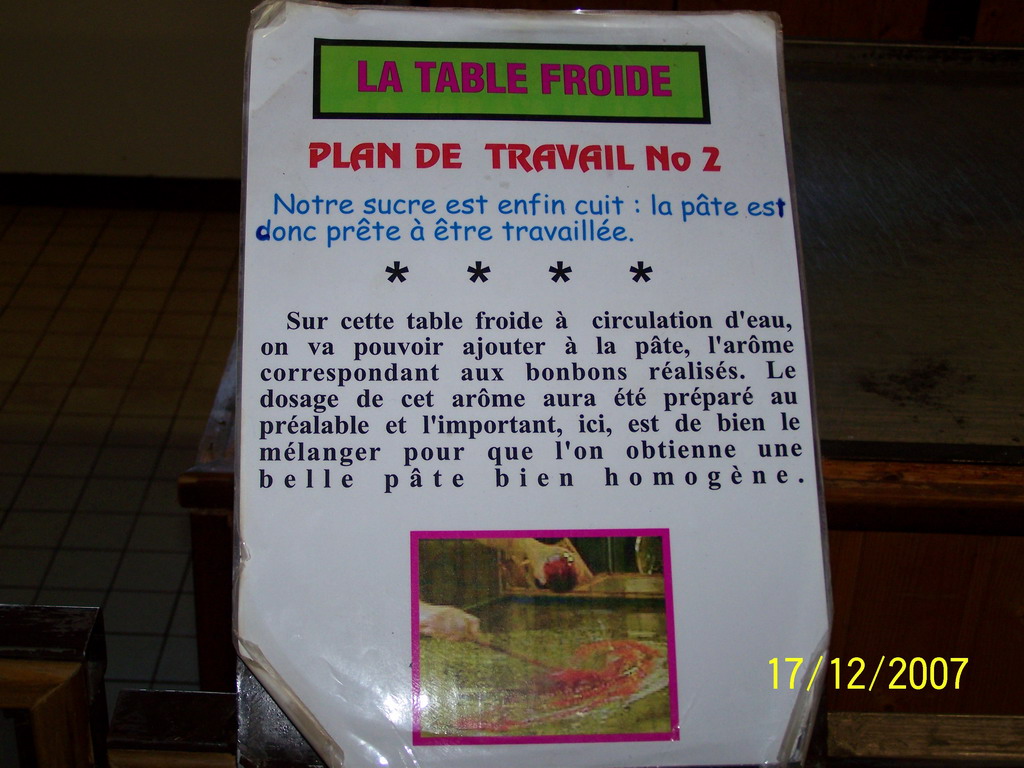 LA TABLE FROIDE
PLAN DE TRAVAIL No 2
Notre sucre est enfin cuit : la pâte est
donc prête à être travaillée.
* * * *
Sur cette table froide à circulation d'eau,
on va pouvoir ajouter à la pâte, l'arôme
correspondant aux bonbons réalisés. Le
dosage de cet arôme aura été préparé au
préalable et l'important, ici, est de bien le
mélanger pour que l'on obtienne une
belle pâte bien homogène.
17/12/2007